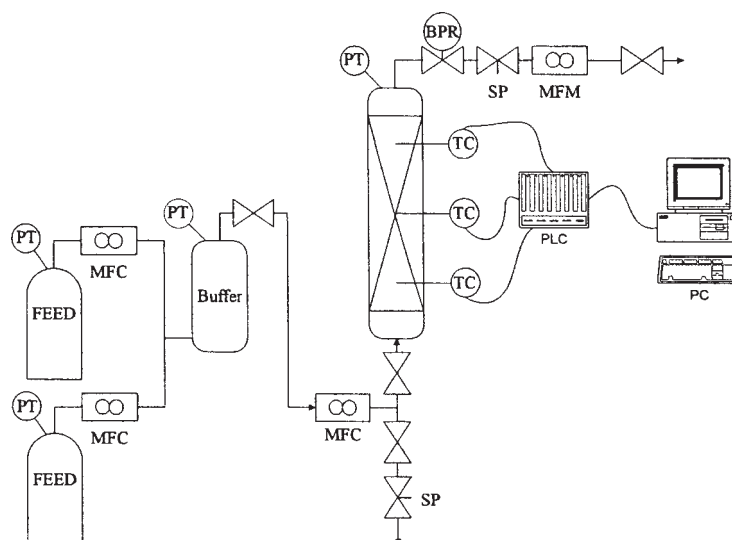 BPR
PT
SP
MFM
TC
TC
PLC
TC
PC
PT
PT
MFC
Buffer
FEED
PT
MFC
MFC
FEED
SP